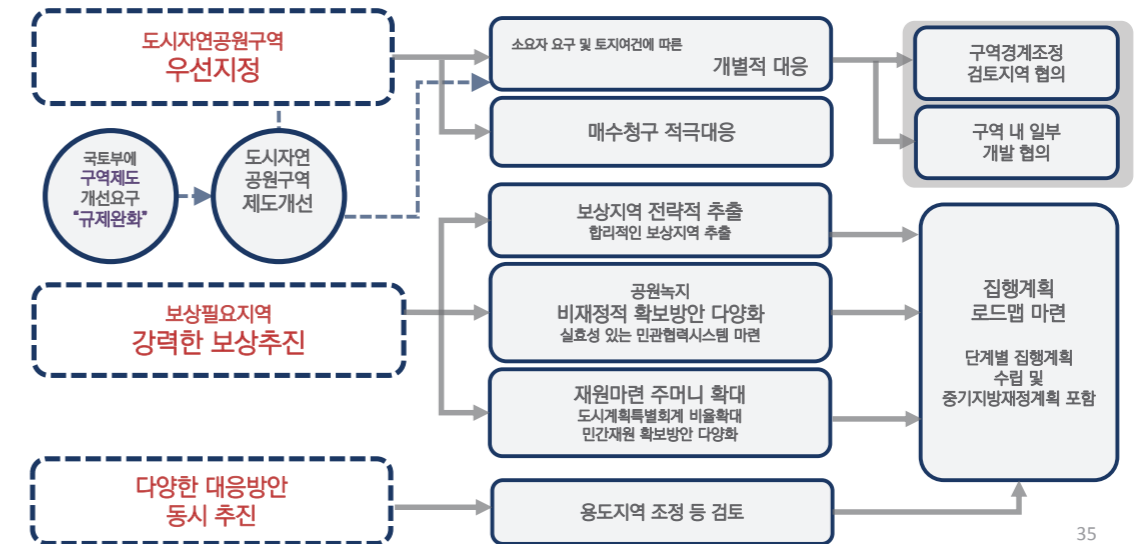 도시자연공원구역
우선지정
소요자 요구 및 토지여건에 따른
개별적 대응
매수청구 적극대응
구역경계조정
검토지역 협의
구역 내 일부
개발 협의
국토부에
구역제도
개선요구
“규제완화”
도시자연
공원구역
제도개선
보상필요지역
강력한 보상추진
보상지역 전략적 추출
합리적인 보상지역 추출
공원녹지
비재정적 확보방안 다양화
실효성 있는 민관협력시스템 마련
재원마련 주머니 확대
도시계획특별회계 비율확대
민간재원 확보방안 다양화
집행계획
로드맵 마련
단계별 집행계획
수립 및
중기지방재정계획 포함
다양한 대응방안
동시 추진
용도지역 조정 등 검토
35